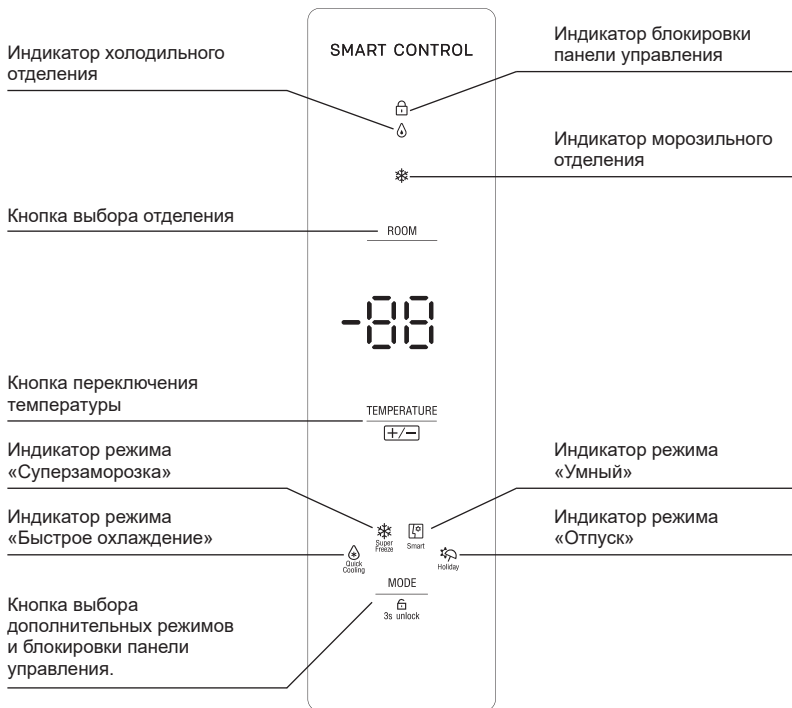 SMART CONTROL
Индикатор холодильного
отделения
Индикатор блокировки
панели управления
Индикатор морозильного
отделения
Кнопка выбора отделения
ROOM
-88
Кнопка переключения
температуры
TEMPERATURE
+/−
Индикатор режима
«Суперзаморозка»
Индикатор режима
«Умный»
Индикатор режима
«Быстрое охлаждение»
Индикатор режима
«Отпуск»
Super
Freeze
Smart
Quick
Cooling
Holiday
MODE
3s unlock
Кнопка выбора
дополнительных режимов
и блокировки панели
управления.